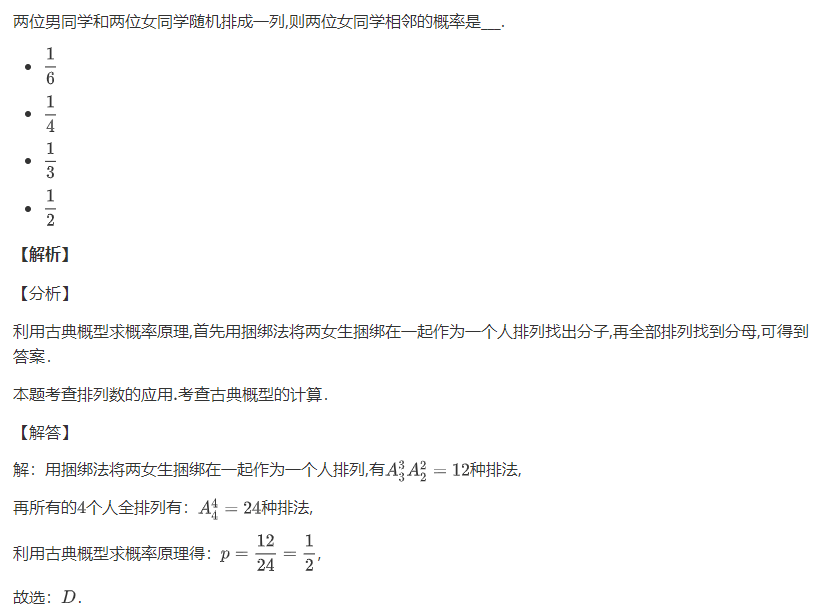 两位男同学和两位女同学随机排成一列,则两位女同学相邻的概率是___.
• $\frac{1}{6}$
• $\frac{1}{4}$
• $\frac{1}{3}$
• $\frac{1}{2}$
【解析】
【分析】
利用古典概型求概率原理,首先用捆绑法将两女生捆绑在一起作为一个人排列找出分子,再全部排列找到分母,可得到
答案.
本题考查排列数的应用.考查古典概型的计算.
【解答】
解：用捆绑法将两女生捆绑在一起作为一个人排列,有$A_3^3A_2^2=12$种排法,
再所有的4个人全排列有：$A_4^4=24$种排法,
利用古典概型求概率原理得：$p=\frac{12}{24}=\frac{1}{2}$,
故选：$D$.